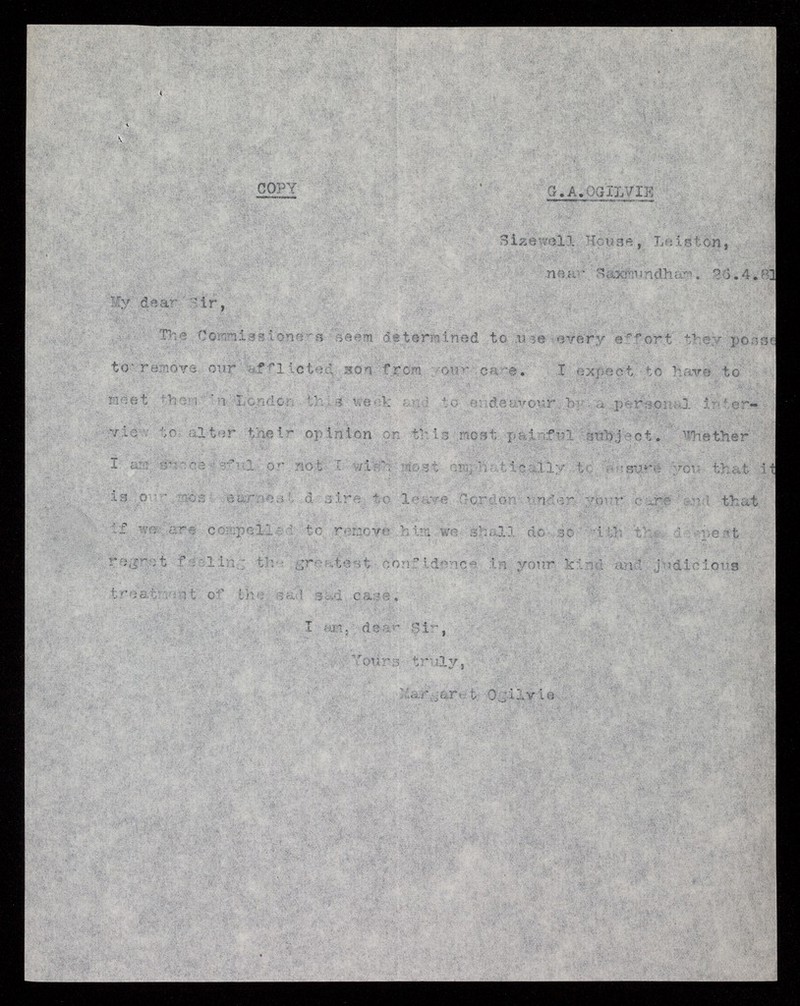 COPY
G.A.OGILVIE
Sizewell House, Leiston,
near Saxmundham. 26.4.81
My dear Sir,
The Commissioners seem determined to use every effort they posse
to remove our afflicted son from your care. I expect to have to
meet them in London this week and to endeavour by a personal inter-
view to alter their opinion on this most painful subject. Whether
I am successful or not I wish most emphatically to assure you that it
is our most earnest desire to leave Gordon under your care and that
if we are compelled to remove him we shall do so with the deepest
regret feeling the greatest confidence in your kind and judicious
treatment of the sad sad case.
I am, dear Sir,
Yours truly,
Margaret Ogilvie